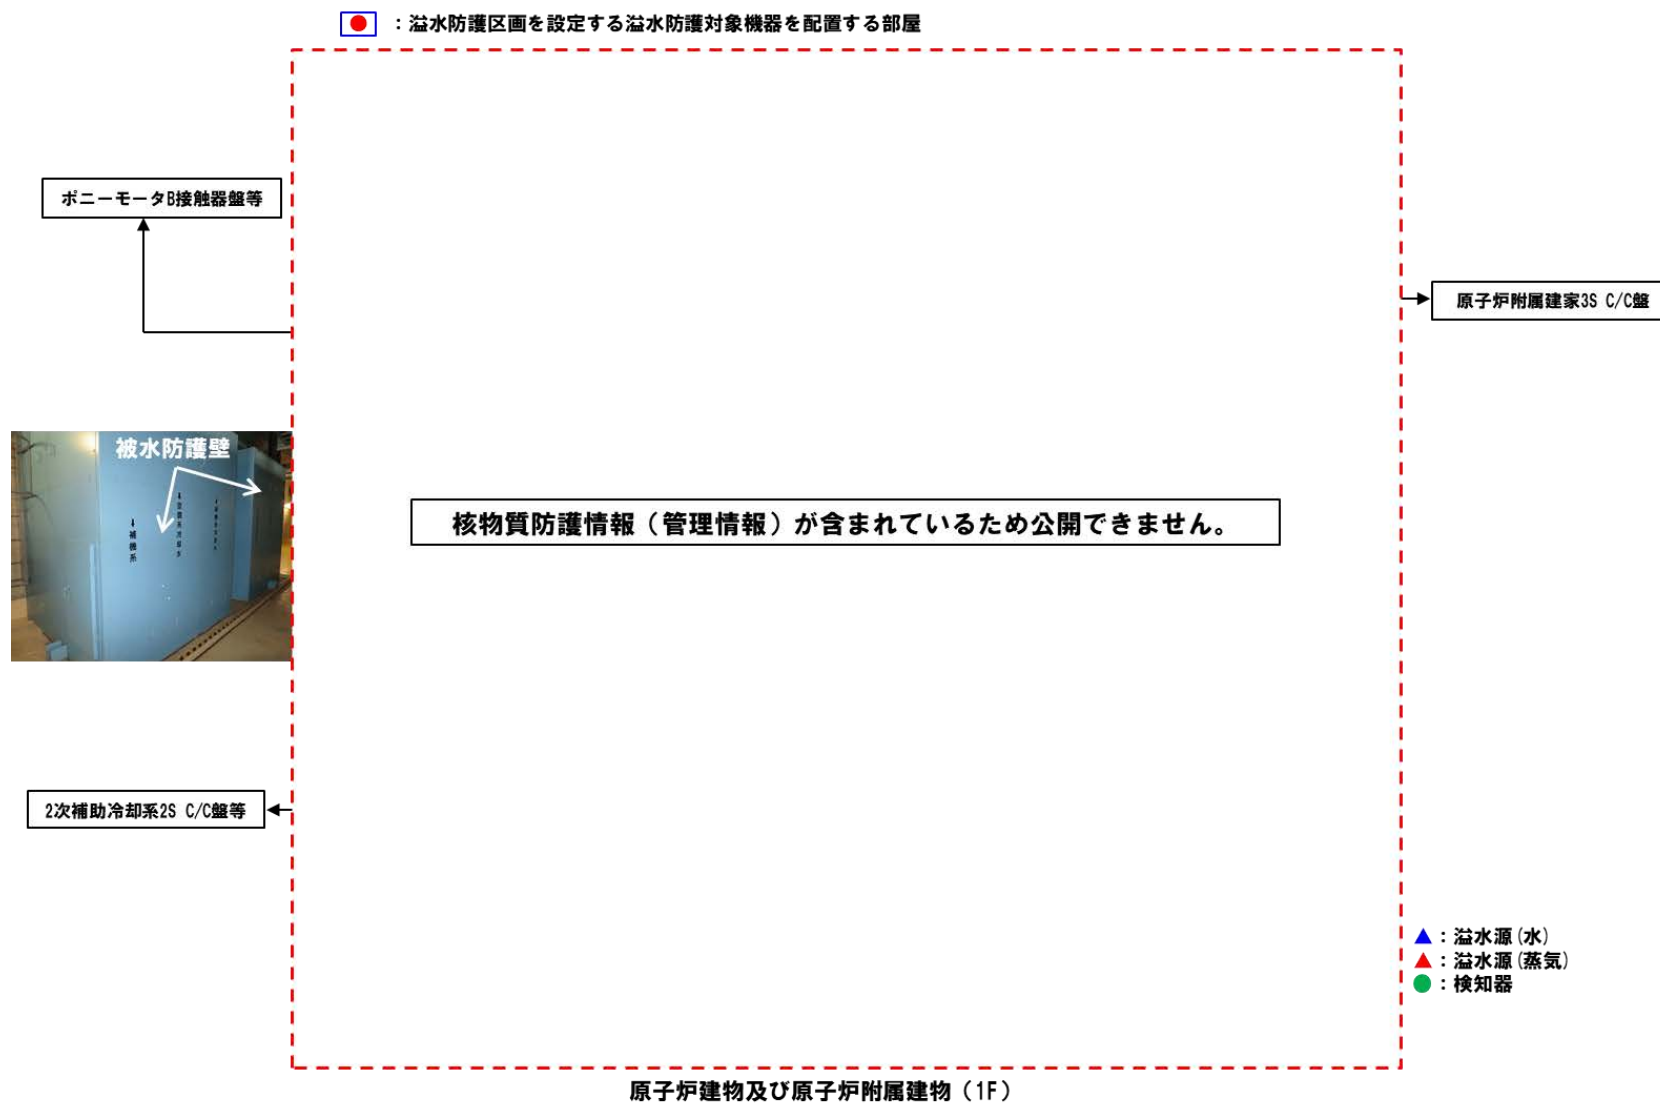 ：溢水防護区画を設定する溢水防護対象機器を配置する部屋
ポニーモータB接触器盤等
原子炉附属建家3S C/C盤
被水防護壁
↓補機系
核物質防護情報（管理情報）が含まれているため公開できません。
2次補助冷却系2S C/C盤等
：溢水源(水)
：溢水源(蒸気)
：検知器
原子炉建物及び原子炉附属建物（1F）